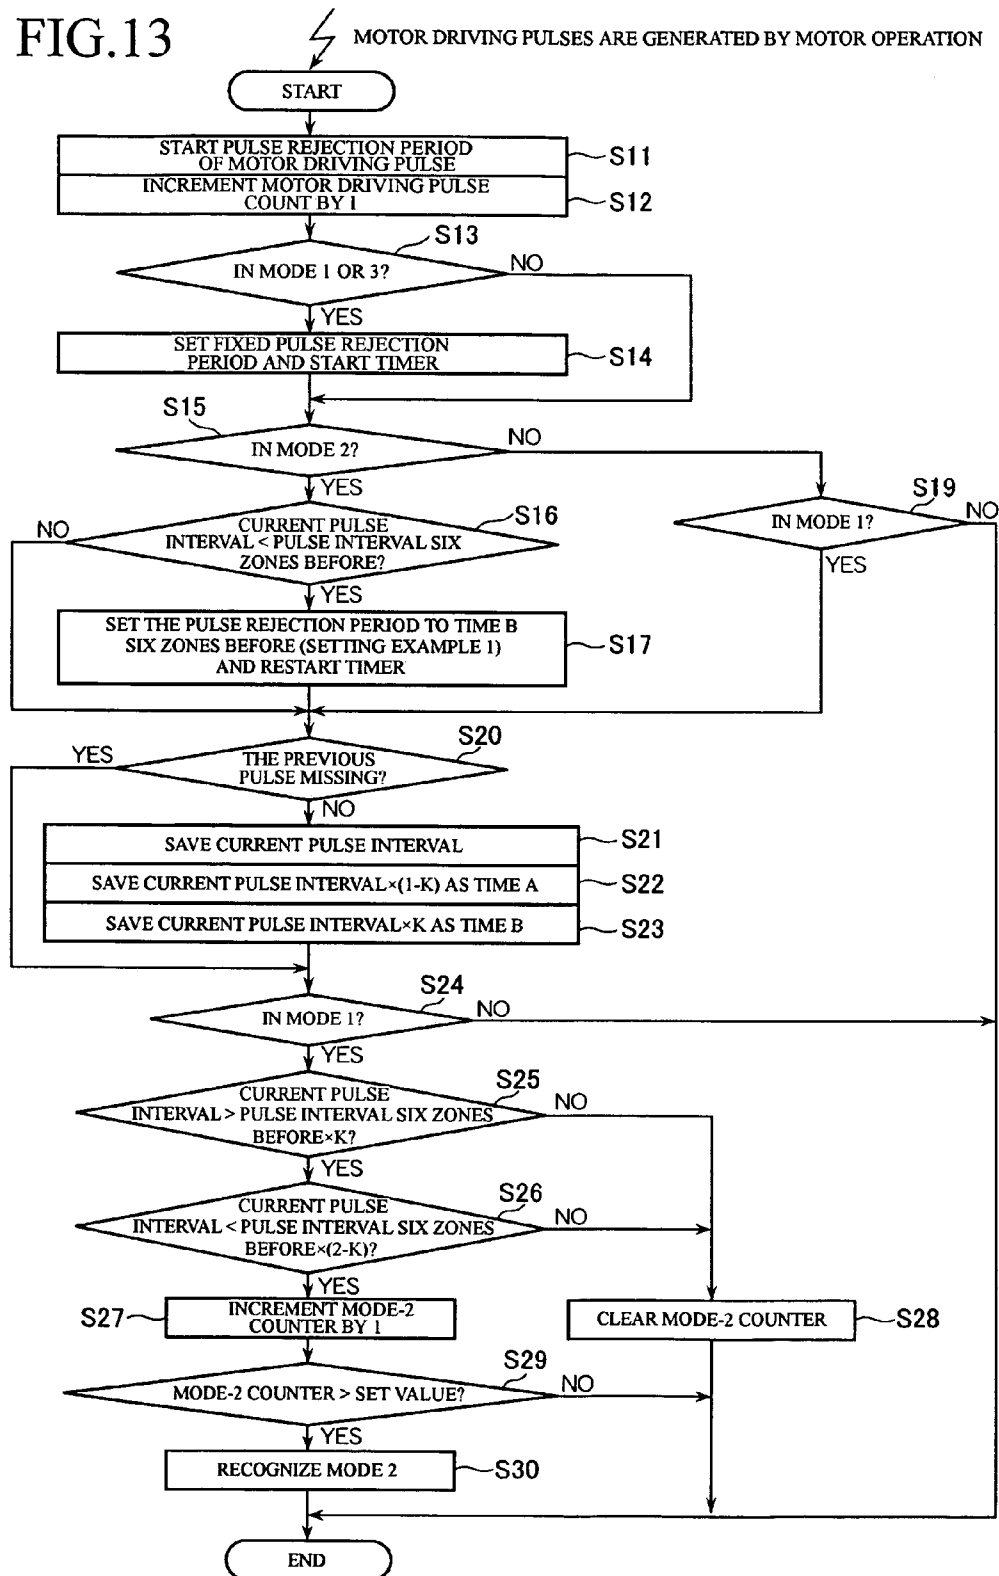 FIG.13
MOTOR DRIVING PULSES ARE GENERATED BY MOTOR OPERATION
START
START PULSE REJECTION PERIOD
OF MOTOR DRIVING PULSE
S11
INCREMENT MOTOR DRIVING PULSE
COUNT BY 1
S12
S13
IN MODE 1 OR 3?
NO
YES
SET FIXED PULSE REJECTION
PERIOD AND START TIMER
S14
S15
IN MODE 2?
NO
YES
S19
IN MODE 1?
NO
YES
S16
NO
CURRENT PULSE
INTERVAL < PULSE INTERVAL SIX
ZONES BEFORE?
YES
SET THE PULSE REJECTION PERIOD TO TIME B
SIX ZONES BEFORE (SETTING EXAMPLE 1)
AND RESTART TIMER
S17
S20
YES
THE PREVIOUS
PULSE MISSING?
NO
SAVE CURRENT PULSE INTERVAL
S21
SAVE CURRENT PULSE INTERVAL×(1-K) AS TIME A
S22
SAVE CURRENT PULSE INTERVAL×K AS TIME B
S23
S24
IN MODE 1?
NO
YES
S25
CURRENT PULSE
INTERVAL > PULSE INTERVAL SIX ZONES
BEFORE×K?
NO
YES
S26
CURRENT PULSE
INTERVAL < PULSE INTERVAL SIX ZONES
BEFORE×(2-K)?
NO
YES
S27
INCREMENT MODE-2
COUNTER BY 1
CLEAR MODE-2 COUNTER
S28
S29
MODE-2 COUNTER > SET VALUE?
NO
YES
RECOGNIZE MODE 2
S30
END